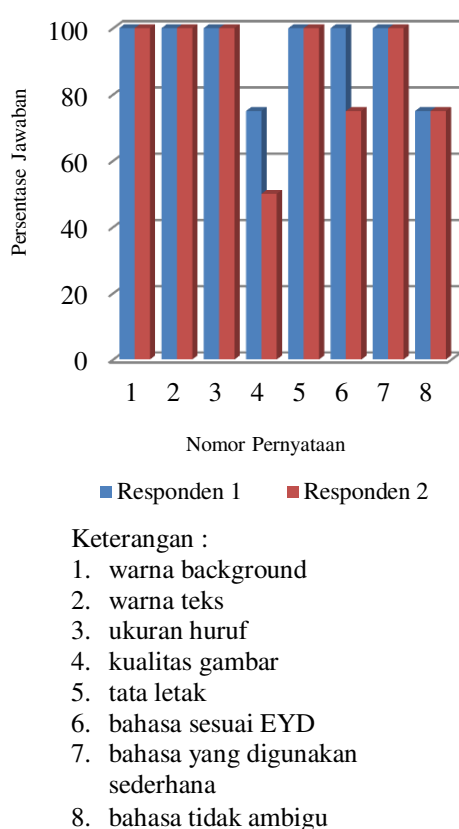 100
80
60
40
20
0
Persentase Jawaban
1 2 3 4 5 6 7 8
Nomor Pernyataan
Responden 1 Responden 2
Keterangan :
1. warna background
2. warna teks
3. ukuran huruf
4. kualitas gambar
5. tata letak
6. bahasa sesuai EYD
7. bahasa yang digunakan
sederhana
8. bahasa tidak ambigu